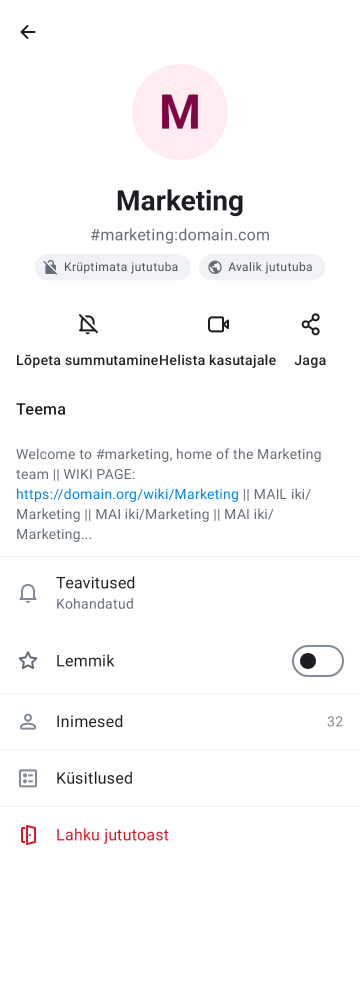 M
Marketing
#marketing:domain.com
Krüptimata jututuba
Avalik jututuba
Lõpeta summutamine
Helista kasutajale
Jaga
Teema
Welcome to #marketing, home of the Marketing
team || WIKI PAGE:
https://domain.org/wiki/Marketing || MAIL iki/
Marketing || MAI iki/Marketing || MAI iki/
Marketing...
Teavitused
Kohandatud
Lemmik
Inimesed
32
Küsitlused
Lahku jututoast